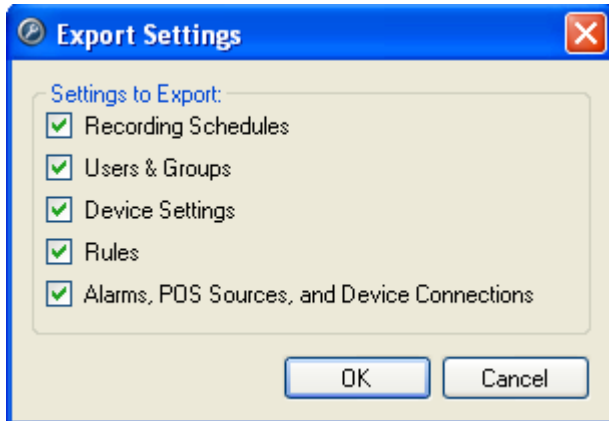 Export Settings
Settings to Export:
Recording Schedules
Users & Groups
Device Settings
Rules
Alarms, POS Sources, and Device Connections
OK Cancel